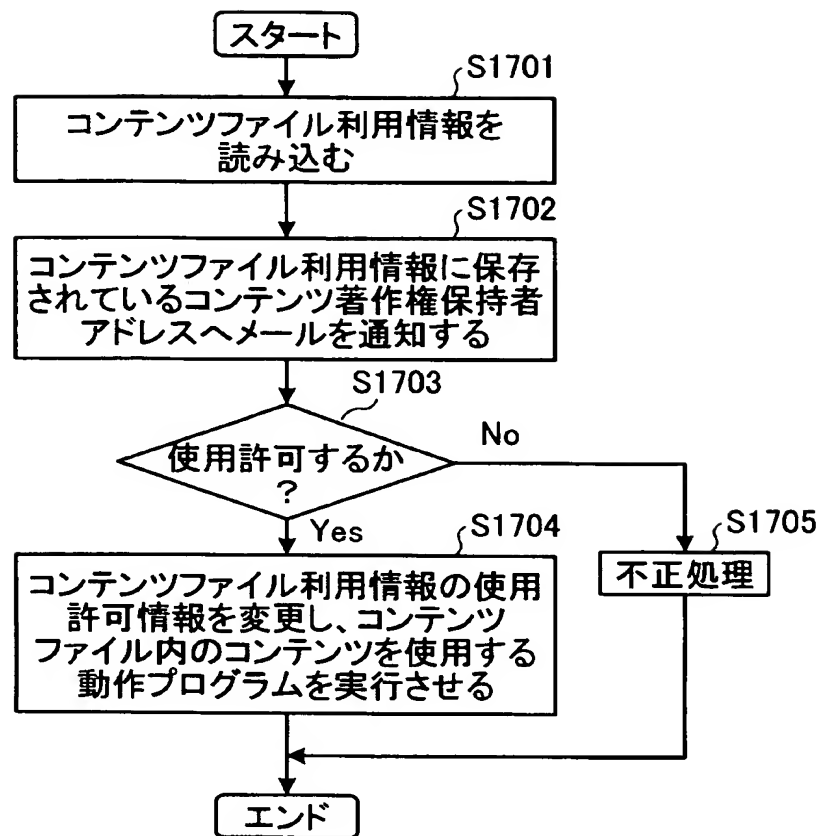 スタート
S1701
コンテンツファイル利用情報を
読み込む
S1702
コンテンツファイル利用情報に保存
されているコンテンツ著作権保持者
アドレスへメールを通知する
S1703
使用許可するか
?
No
Yes
S1704
コンテンツファイル利用情報の使用
許可情報を変更し、コンテンツ
ファイル内のコンテンツを使用する
動作プログラムを実行させる
S1705
不正処理
エンド